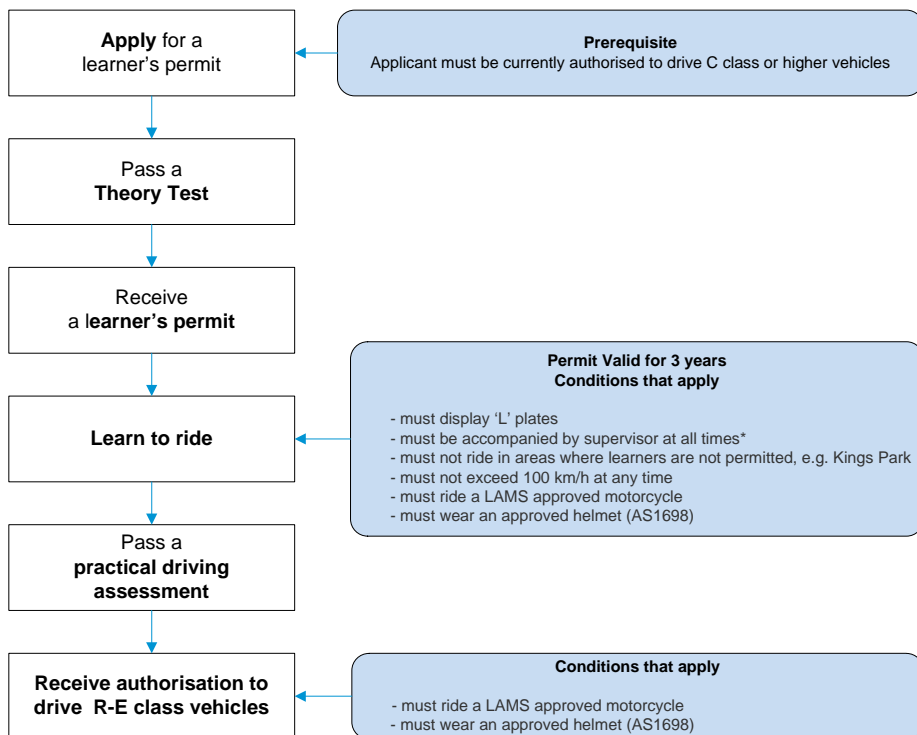 Apply for a
learner's permit
Prerequisite
Applicant must be currently authorised to drive C class or higher vehicles
Pass a
Theory Test
Receive
a learner’s permit
Permit Valid for 3 years
Conditions that apply
- must display ‘L’ plates
- must be accompanied by supervisor at all times*
- must not ride in areas where learners are not permitted, e.g. Kings Park
- must not exceed 100 km/h at any time
- must ride a LAMS approved motorcycle
- must wear an approved helmet (AS1698)
Learn to ride
Pass a
practical driving
assessment
Receive authorisation to
drive R-E class vehicles
Conditions that apply
- must ride a LAMS approved motorcycle
- must wear an approved helmet (AS1698)